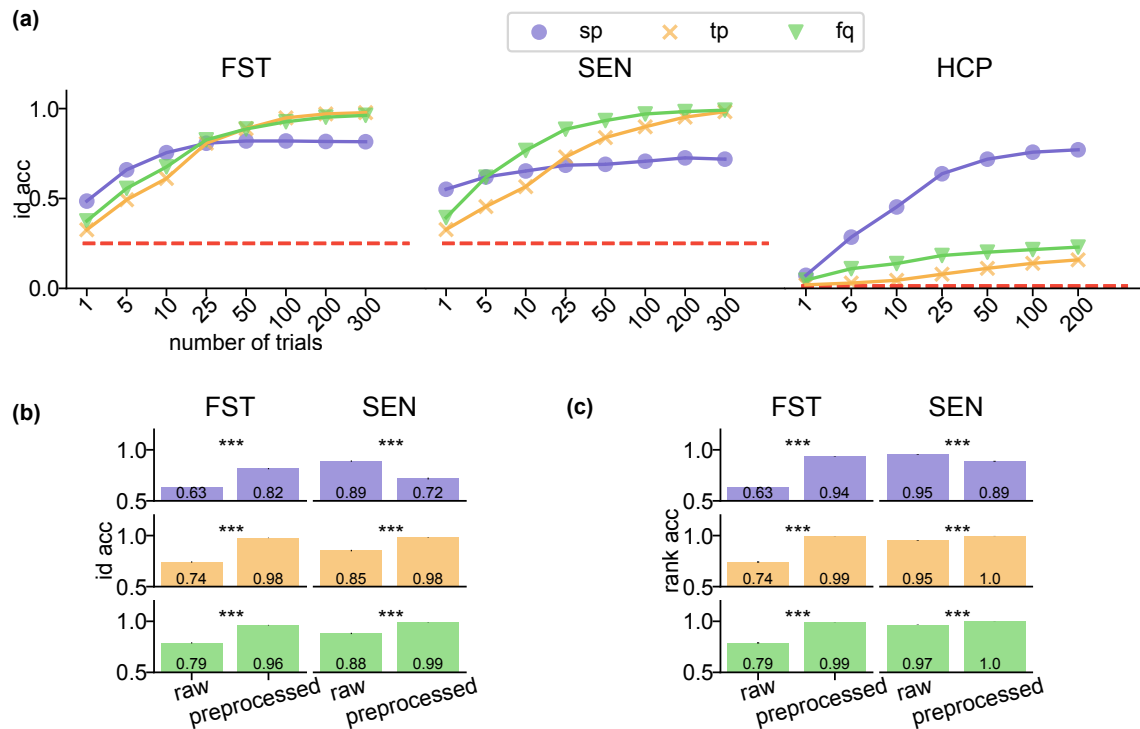 (a)
sp tp fq
FST SEN HCP
1.0
0.5
0.0
id acc
1 5 10 25 50 100 200 300
1 5 10 25 50 100 200 300
1 5 10 25 50 100 200
number of trials
(b)
FST SEN
*** ***
1.0
0.5
0.63 0.82 0.89 0.72
*** ***
1.0
0.5
0.74 0.98 0.85 0.98
id acc
*** ***
1.0
0.5
0.79 0.96 0.88 0.99
raw preprocessed raw preprocessed
(c)
FST SEN
*** ***
1.0
0.5
0.63 0.94 0.95 0.89
*** ***
1.0
0.5
0.74 0.99 0.95 1.0
rank acc
*** ***
1.0
0.5
0.79 0.99 0.97 1.0
raw preprocessed raw preprocessed